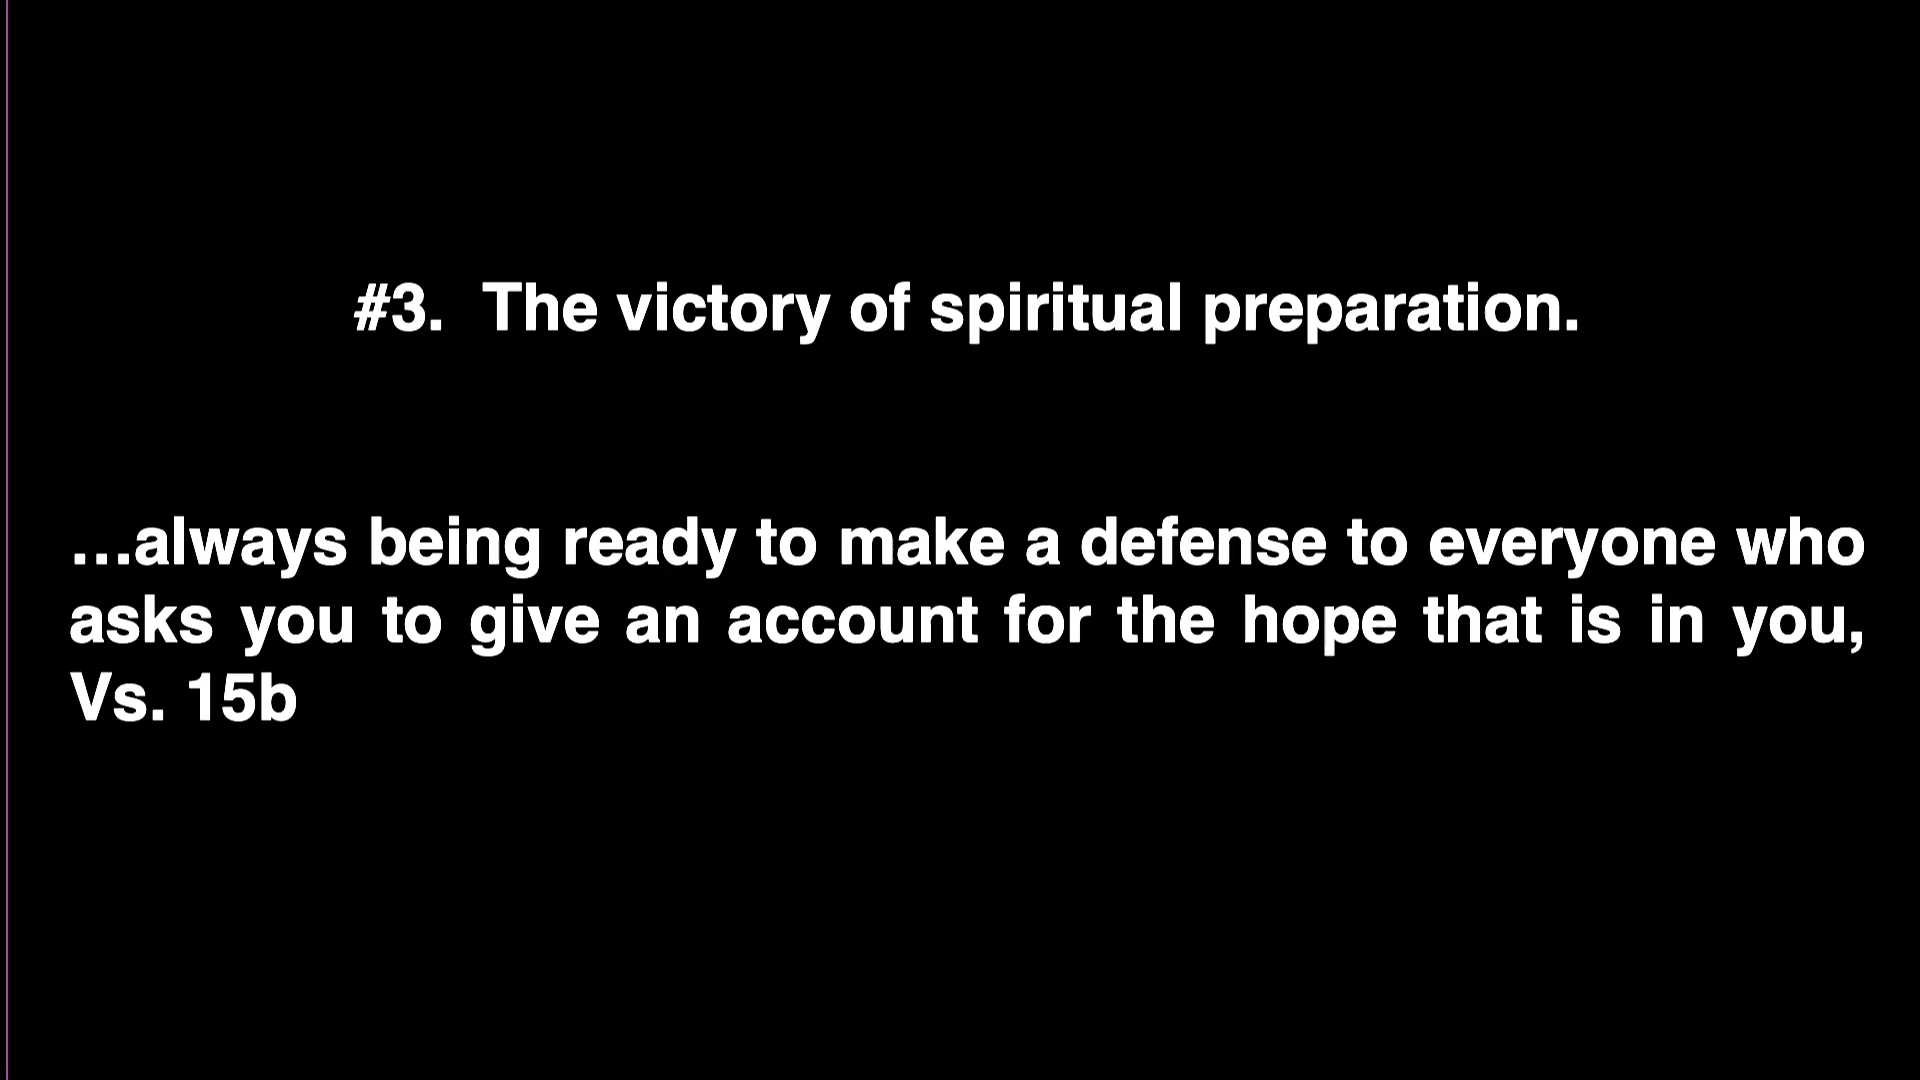 #3.  The victory of spiritual preparation.
…always being ready to make a defense to everyone who
asks you to give an account for the hope that is in you,
Vs. 15b